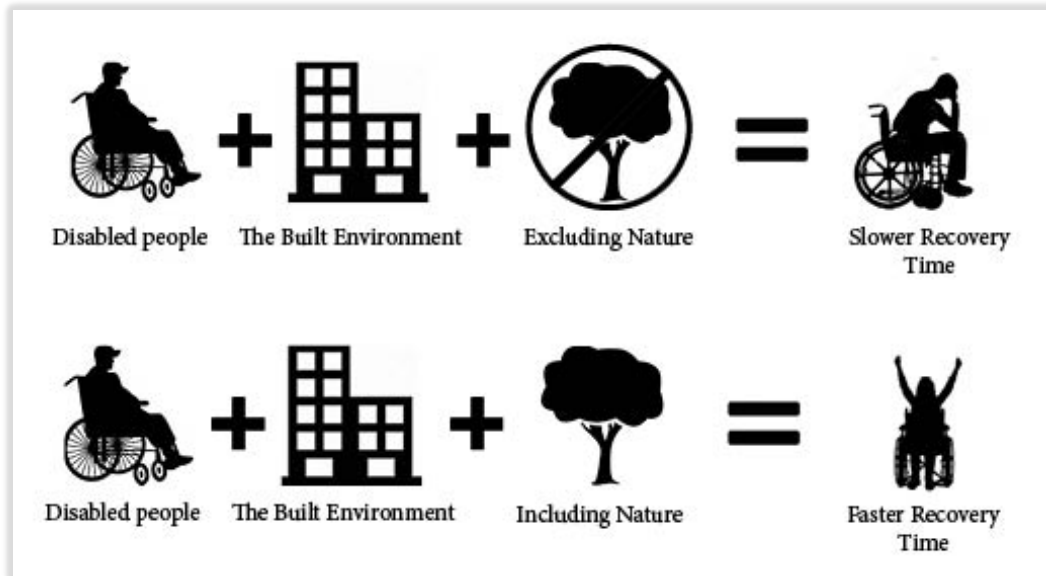 Disabled people The Built Environment Excluding Nature Slower Recovery
Time
Disabled people The Built Environment Including Nature Faster Recovery
Time